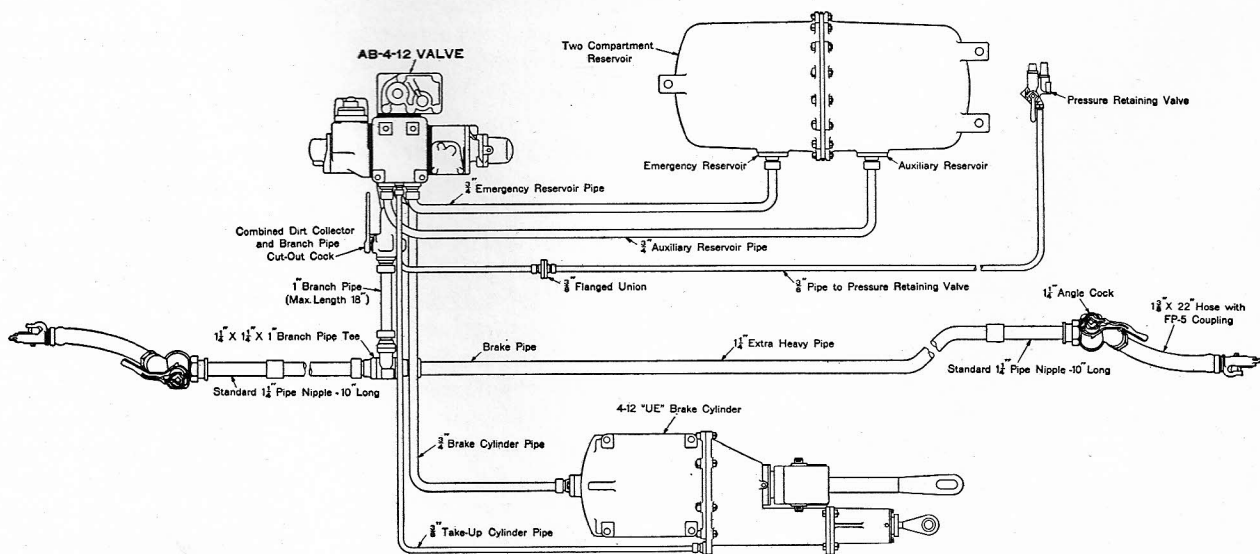 AB-4-12 VALVE
Two Compartment
Reservoir
Pressure Retaining Valve
Emergency Reservoir
Auxiliary Reservoir
3/4" Emergency Reservoir Pipe
Combined Dirt Collector
and Branch Pipe
Cut-Out Cock
3/4" Auxiliary Reservoir Pipe
1" Branch Pipe
(Max. Length 18")
3/8" Flanged Union
3/8" Pipe to Pressure Retaining Valve
1 1/4" Angle Cock
1 3/8" X 22" Hose with
FP-5 Coupling
1 1/4" X 1 1/4" X 1" Branch Pipe Tee
Brake Pipe
1 1/4" Extra Heavy Pipe
Standard 1 1/4" Pipe Nipple - 10" Long
Standard 1 1/4" Pipe Nipple - 10" Long
4-12 "UE" Brake Cylinder
3/4" Brake Cylinder Pipe
3/8" Take-Up Cylinder Pipe